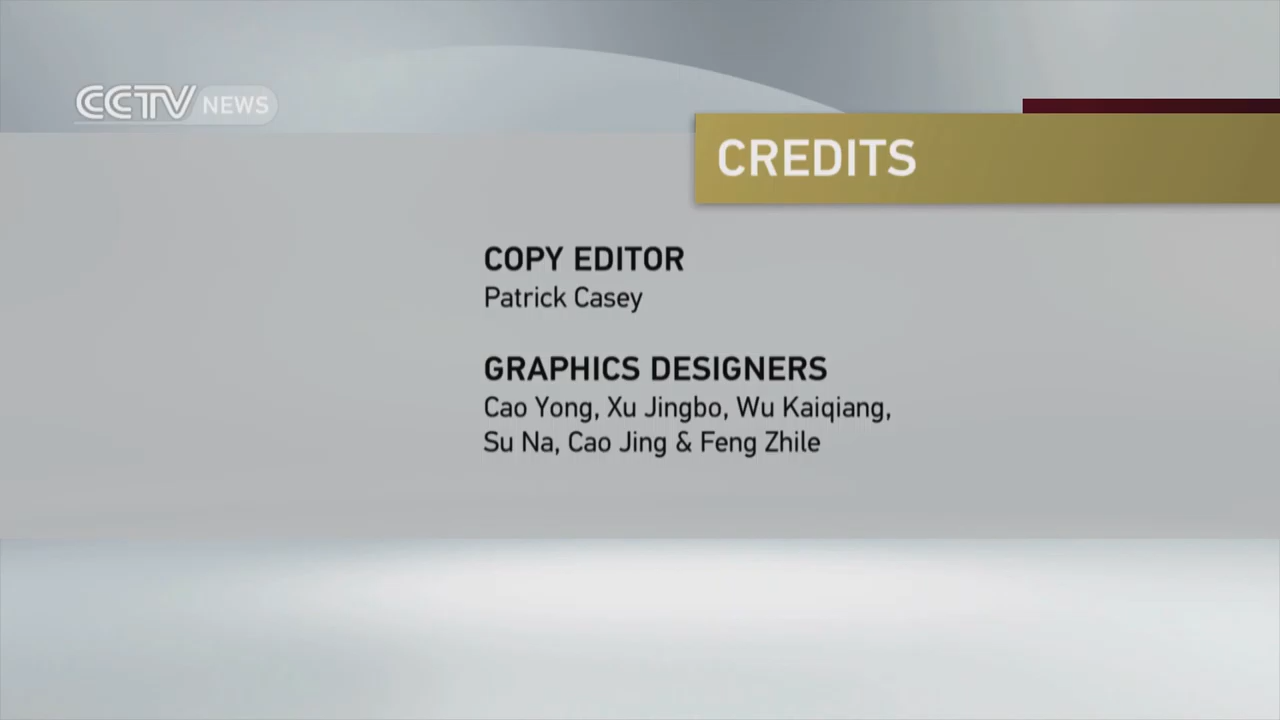 CCTV NEWS
CREDITS
COPY EDITOR
Patrick Casey
GRAPHICS DESIGNERS
Cao Yong, Xu Jingbo, Wu Kaiqiang,
Su Na, Cao Jing & Feng Zhile